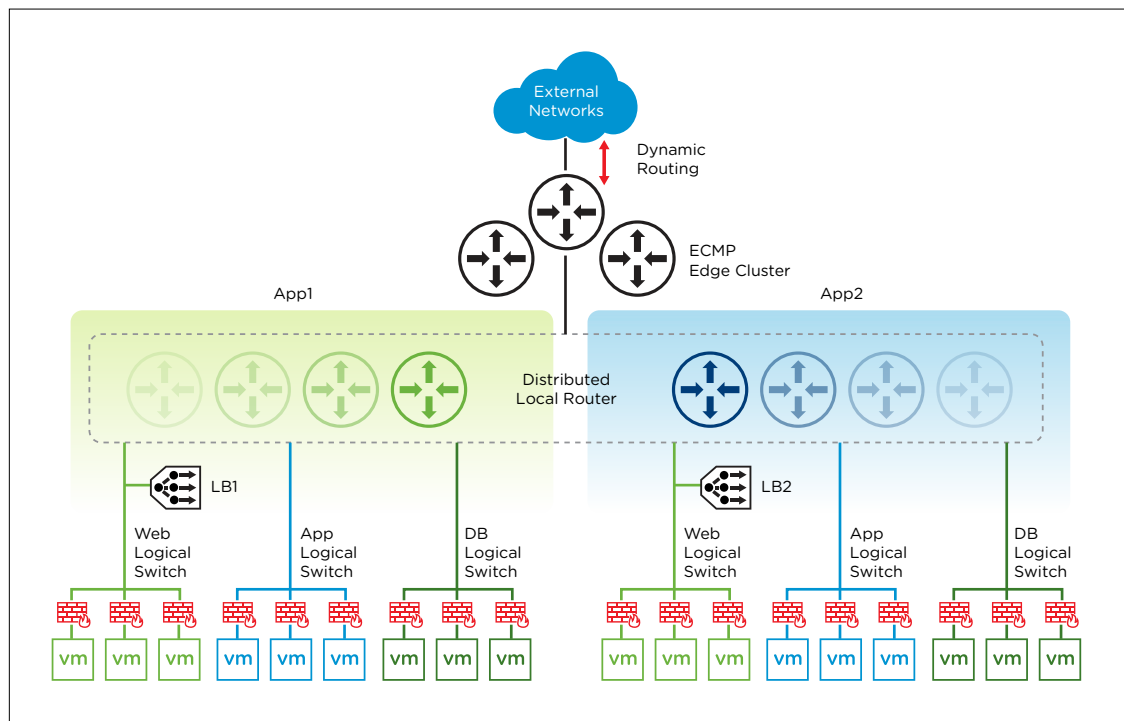 External
Networks
Dynamic
Routing
ECMP
Edge Cluster
App1
App2
Distributed
Local Router
LB1
LB2
Web
Logical
Switch
App
Logical
Switch
DB
Logical
Switch
Web
Logical
Switch
App
Logical
Switch
DB
Logical
Switch
vm vm vm vm vm vm vm vm vm vm vm vm vm vm vm vm vm vm